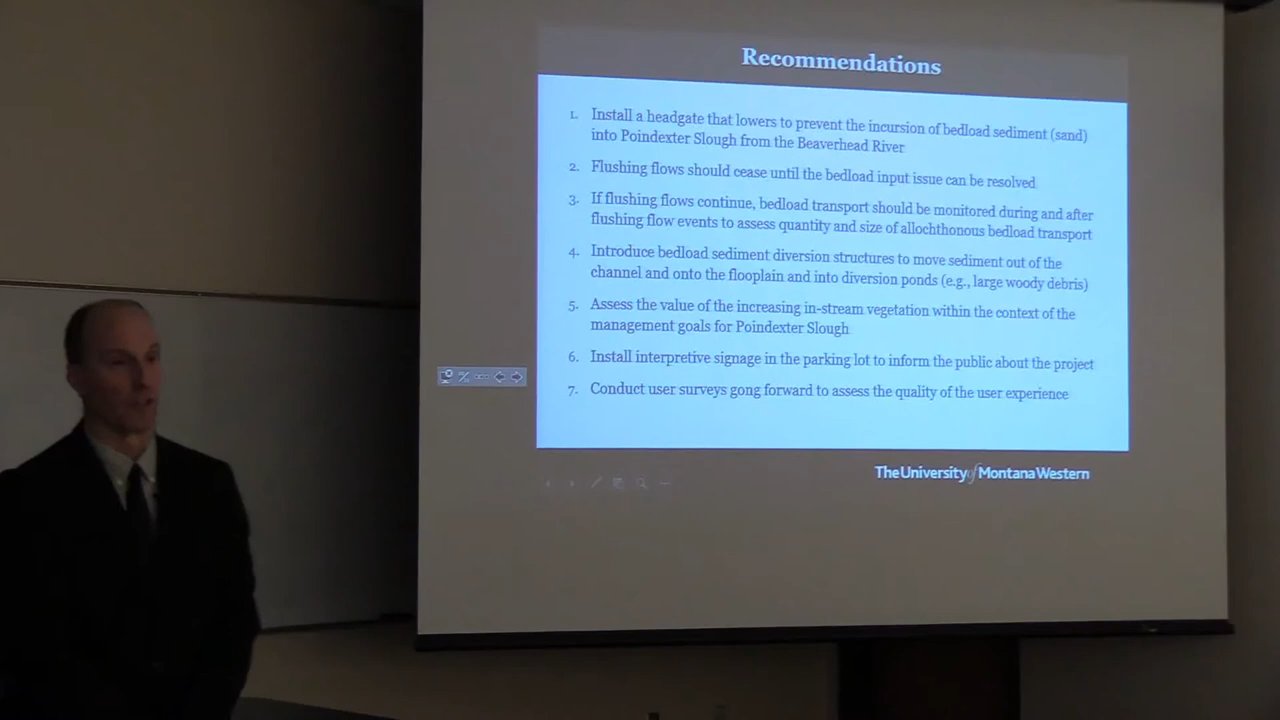 Recommendations
1. Install a headgate that lowers to prevent the incursion of bedload sediment (sand)
into Poindexter Slough from the Beaverhead River
2. Flushing flows should cease until the bedload input issue can be resolved
3. If flushing flows continue, bedload transport should be monitored during and after
flushing flow events to assess quantity and size of allochthonous bedload transport
4. Introduce bedload sediment diversion structures to move sediment out of the
channel and onto the flooplain and into diversion ponds (e.g., large woody debris)
5. Assess the value of the increasing in-stream vegetation within the context of the
management goals for Poindexter Slough
6. Install interpretive signage in the parking lot to inform the public about the project
7. Conduct user surveys gong forward to assess the quality of the user experience
The University of Montana Western